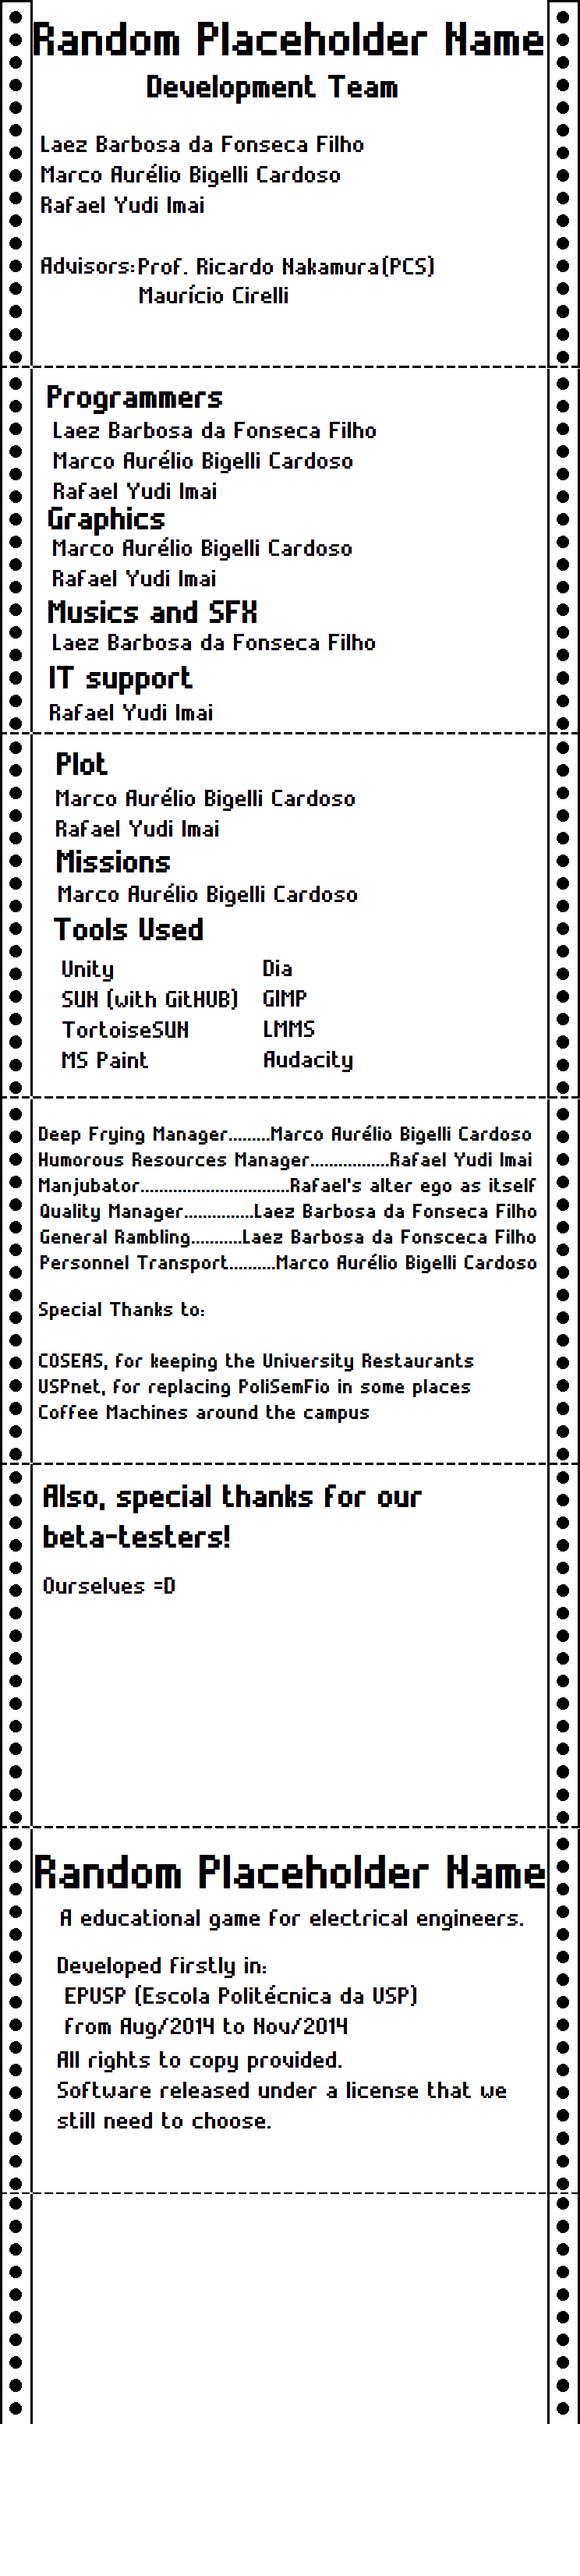 Random Placeholder Name
Development Team
Laez Barbosa da Fonseca Filho
Marco Aurélio Bigelli Cardoso
Rafael Yudi Imai
Advisors: Prof. Ricardo Nakamura(PCS)
Maurício Cirelli
Programmers
Laez Barbosa da Fonseca Filho
Marco Aurélio Bigelli Cardoso
Rafael Yudi Imai
Graphics
Marco Aurélio Bigelli Cardoso
Rafael Yudi Imai
Musics and SFX
Laez Barbosa da Fonseca Filho
IT support
Rafael Yudi Imai
Plot
Marco Aurélio Bigelli Cardoso
Rafael Yudi Imai
Missions
Marco Aurélio Bigelli Cardoso
Tools Used
Unity Dia
SVN (with GitHUB) GIMP
TortoiseSVN LMMS
MS Paint Audacity
Deep Frying Manager.........Marco Aurélio Bigelli Cardoso
Humorous Resources Manager.................Rafael Yudi Imai
Manjubator................................Rafael's alter ego as itself
Quality Manager...............Laez Barbosa da Fonseca Filho
General Rambling...........Laez Barbosa da Fonsceca Filho
Personnel Transport..........Marco Aurélio Bigelli Cardoso
Special Thanks to:
COSEAS, for keeping the University Restaurants
USPnet, for replacing PoliSemFio in some places
Coffee Machines around the campus
Also, special thanks for our
beta-testers!
Ourselves =D
Random Placeholder Name
A educational game for electrical engineers.
Developed firstly in:
EPUSP (Escola Politécnica da USP)
from Aug/2014 to Nov/2014
All rights to copy provided.
Software released under a license that we
still need to choose.